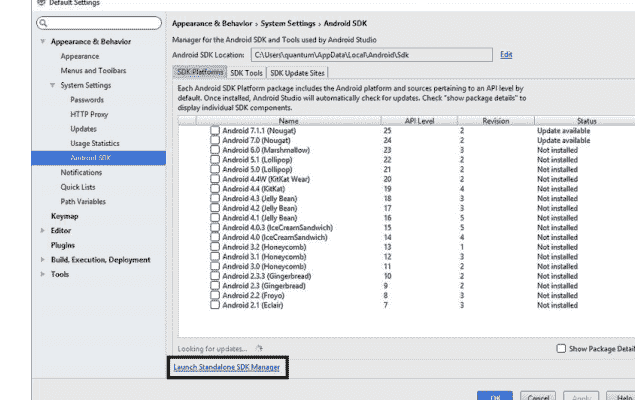 Default Settings
Appearance & Behavior › System Settings › Android SDK
Manager for the Android SDK and Tools used by Android Studio
Android SDK Location: C:\Users\quantum\AppData\Local\Android\Sdk Edit
SDK Platforms SDK Tools SDK Update Sites
Each Android SDK Platform package includes the Android platform and sources pertaining to an API level by
default. Once installed, Android Studio will automatically check for updates. Check "show package details" to
display individual SDK components.
Name API Level Revision Status
Android 7.1.1 (Nougat) 25 2 Update available
Android 7.0 (Nougat) 24 2 Update available
Android 6.0 (Marshmallow) 23 3 Not installed
Android 5.1 (Lollipop) 22 2 Not installed
Android 5.0 (Lollipop) 21 2 Not installed
Android 4.4W (KitKat Wear) 20 2 Not installed
Android 4.4 (KitKat) 19 4 Not installed
Android 4.3 (Jelly Bean) 18 3 Not installed
Android 4.2 (Jelly Bean) 17 3 Not installed
Android 4.1 (Jelly Bean) 16 5 Not installed
Android 4.0.3 (IceCreamSandwich) 15 5 Not installed
Android 4.0 (IceCreamSandwich) 14 4 Not installed
Android 3.2 (Honeycomb) 13 1 Not installed
Android 3.1 (Honeycomb) 12 3 Not installed
Android 3.0 (Honeycomb) 11 2 Not installed
Android 2.3.3 (Gingerbread) 10 2 Not installed
Android 2.3 (Gingerbread) 9 2 Not installed
Android 2.2 (Froyo) 8 3 Not installed
Android 2.1 (Eclair) 7 3 Not installed
Looking for updates... Show Package Detail
Launch Standalone SDK Manager
OK Cancel Apply Help
Appearance & Behavior
Appearance
Menus and Toolbars
System Settings
Passwords
HTTP Proxy
Updates
Usage Statistics
Android SDK
Notifications
Quick Lists
Path Variables
Keymap
Editor
Plugins
Build, Execution, Deployment
Tools